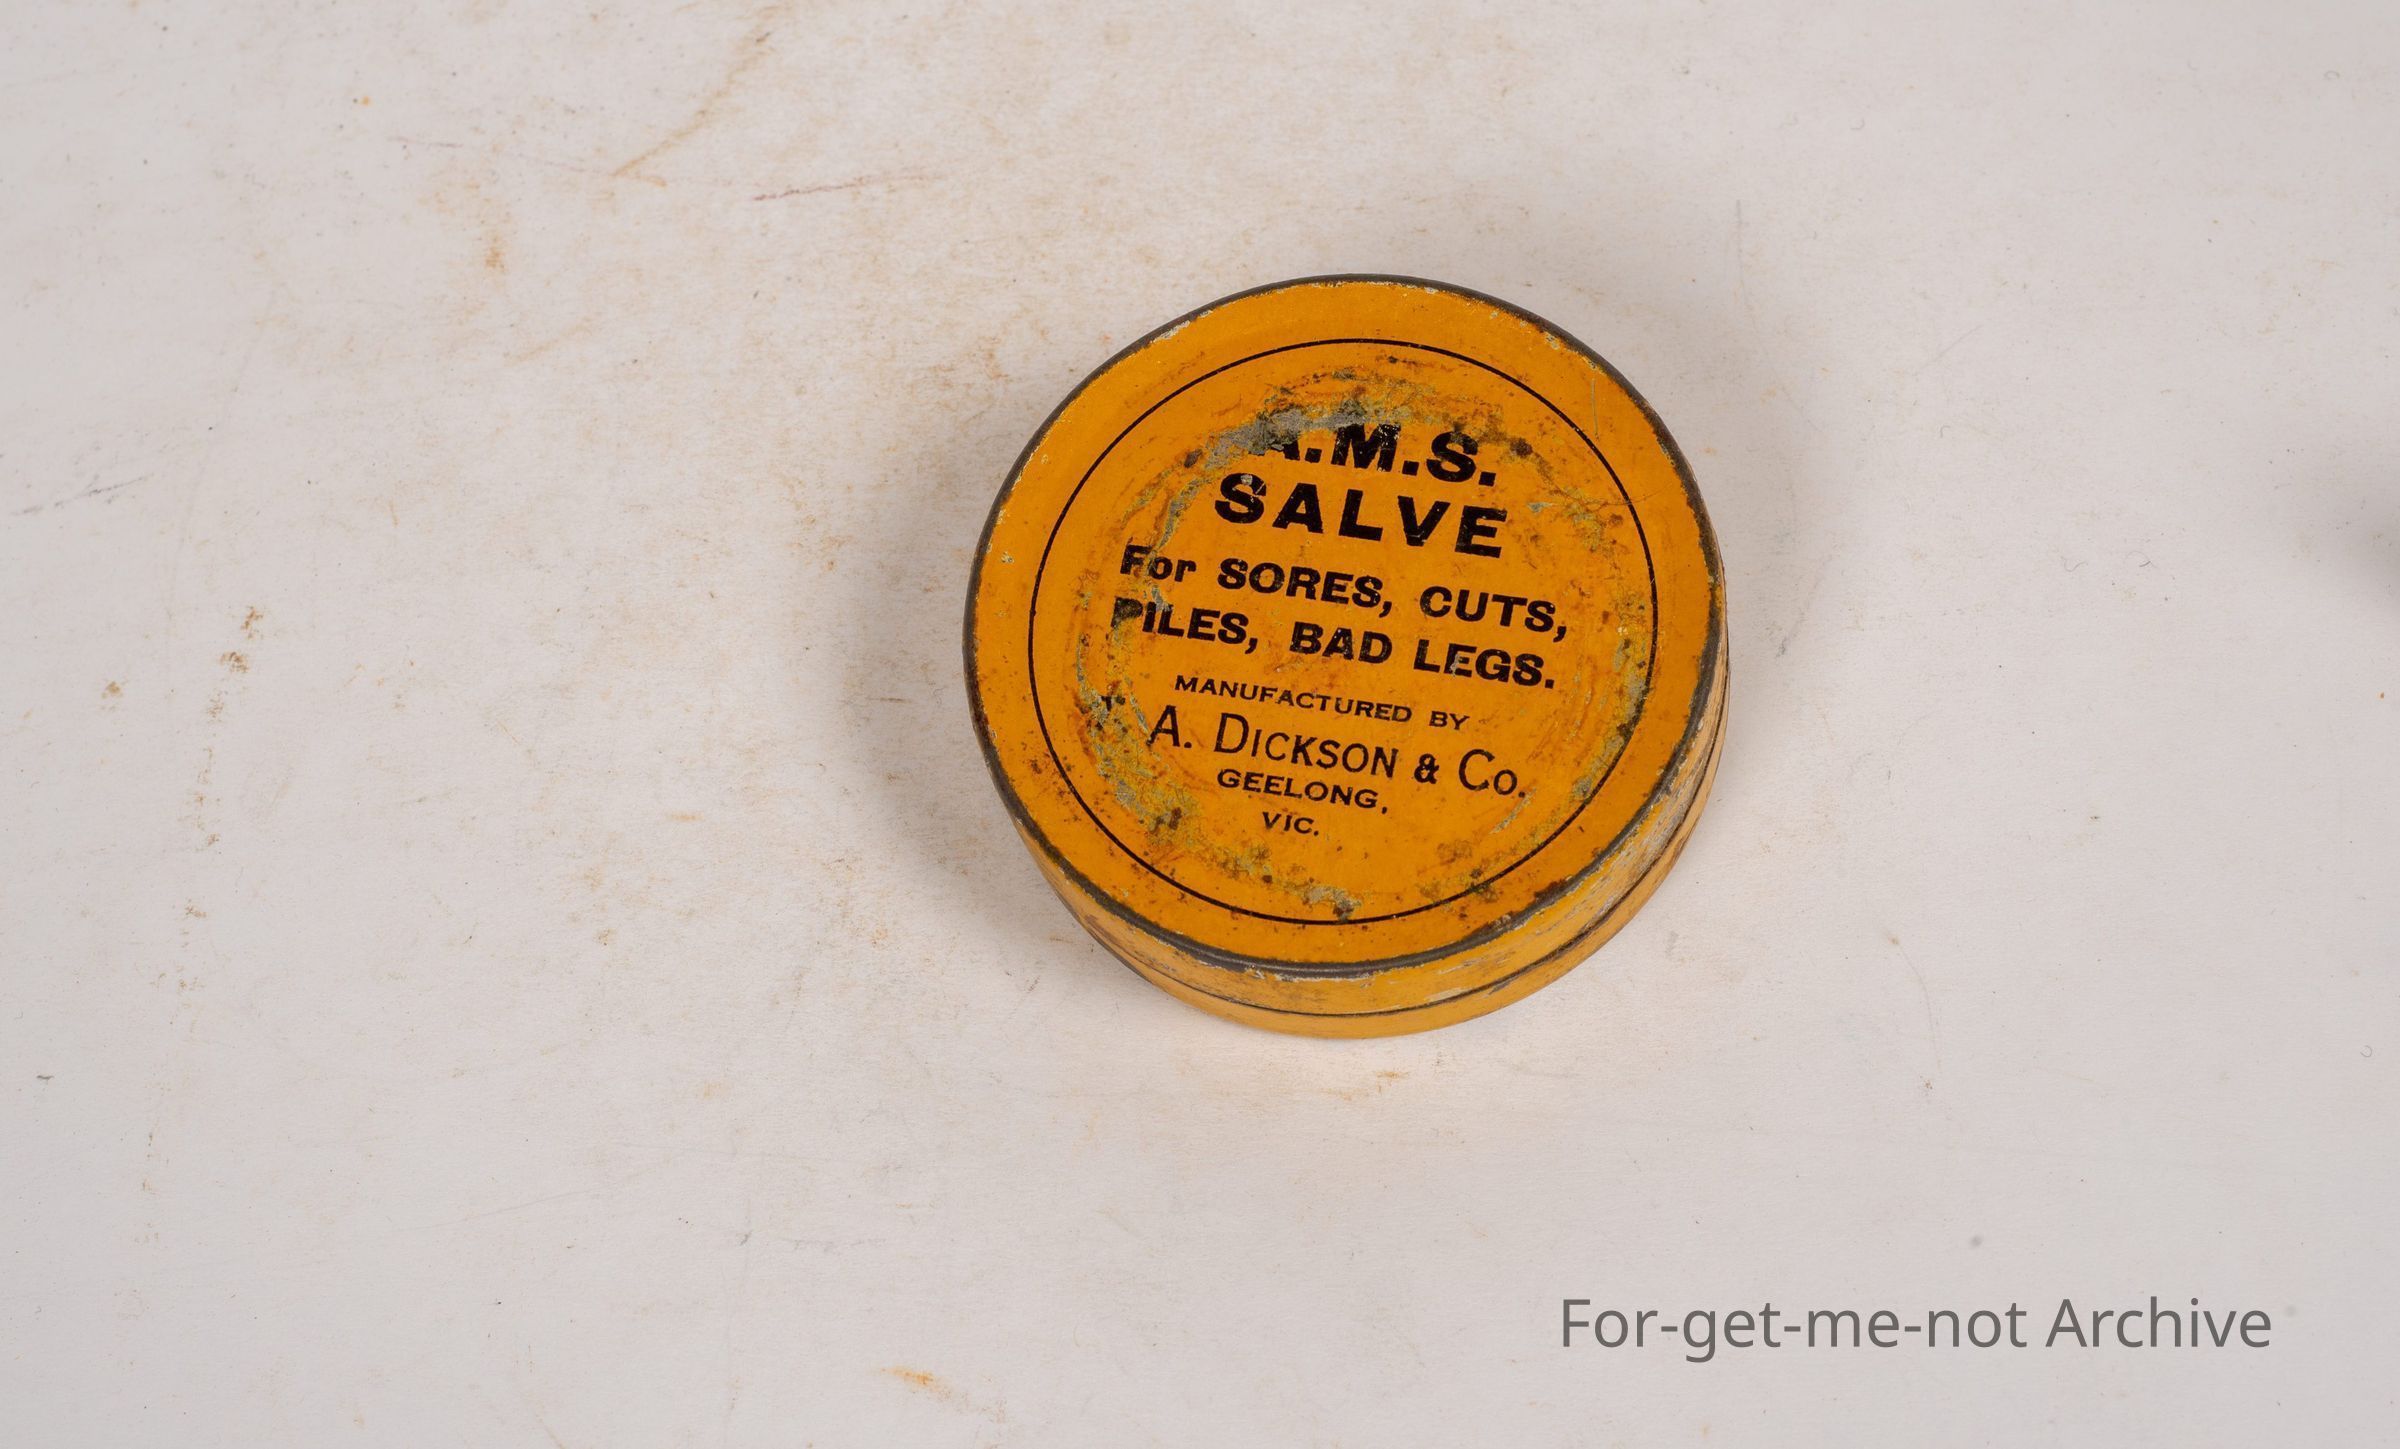 A.M.S.
SALVE
For SORES, CUTS,
PILES, BAD LEGS.
MANUFACTURED BY
A. DICKSON & CO.
GEELONG,
VIC.
For-get-me-not Archive